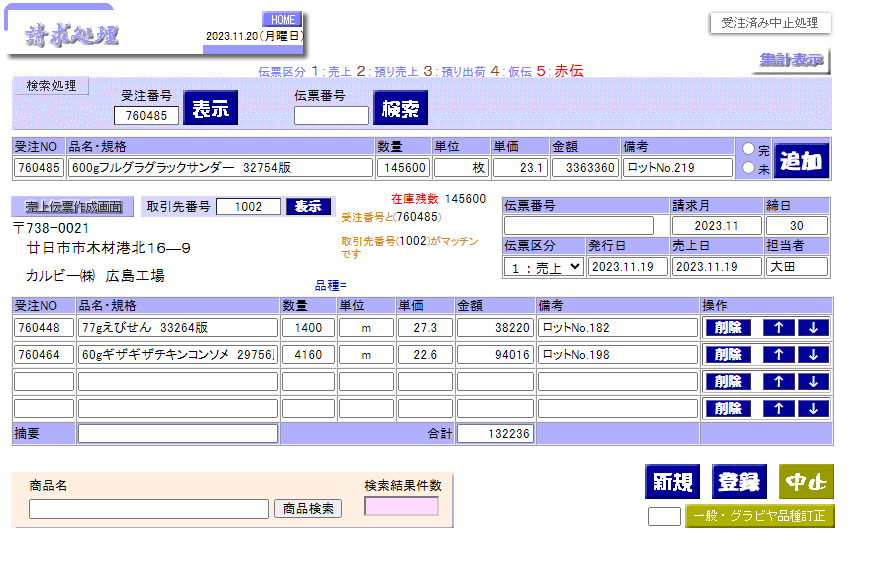 請求処理
HOME
2023.11.20(月曜日)
受注済み中止処理
集計表示
伝票区分 1：売上 2：預り売上 3：預り出荷 4：仮伝 5：赤伝
検索処理
受注番号
760485
表示
伝票番号
検索
受注NO 品名・規格 数量 単位 単価 金額 備考
760485 600gフルグラグラックサンダー 32754版 145600 枚 23.1 3363360 ロットNo.219
完
未
追加
売上伝票作成画面
取引先番号 1002 表示
在庫残数 145600
受注番号と(760485)
取引先番号(1002)がマッチン
です
〒738-0021
廿日市市木材港北16―9
カルビー㈱ 広島工場
品種=
伝票番号 請求月 締日
2023.11 30
伝票区分 発行日 売上日 担当者
1：売上 2023.11.19 2023.11.19 大田
受注NO 品名・規格 数量 単位 単価 金額 備考 操作
760448 77gえびせん 33264版 1400 m 27.3 38220 ロットNo.182 削除 ↑ ↓
760464 60gギザギザチキンコンソメ 29756 4160 m 22.6 94016 ロットNo.198 削除 ↑ ↓
削除 ↑ ↓
削除 ↑ ↓
摘要 合計 132236
商品名
商品検索
検索結果件数
新規 登録 中止
一般・グラビヤ品種訂正